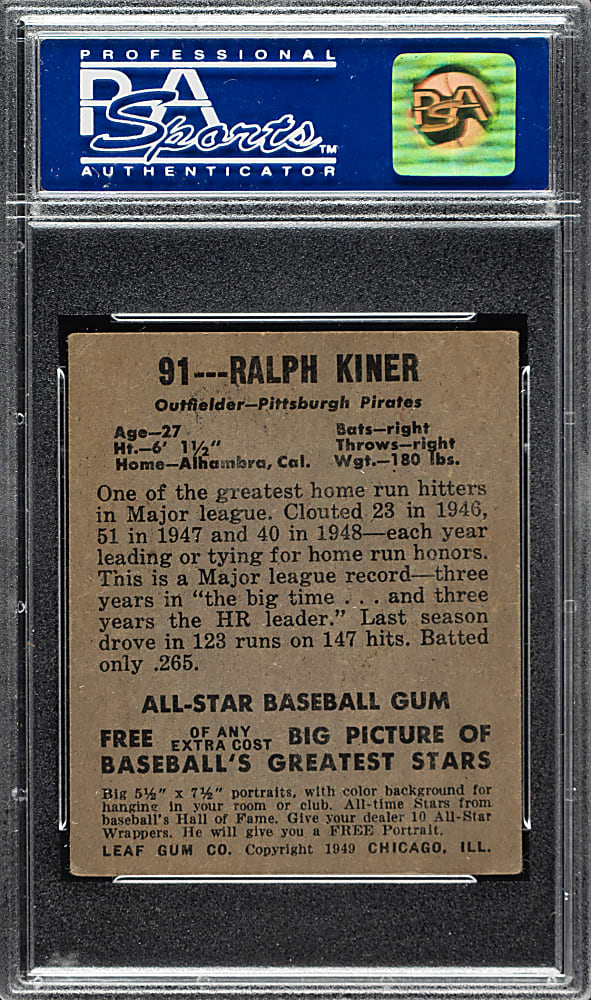 PROFESSIONAL
PSA
Sports™
AUTHENTICATOR
PSA
91---RALPH KINER
Outfielder—Pittsburgh Pirates
Age—27 Bats—right
Ht.—6' 1½" Throws—right
Home—Alhambra, Cal. Wgt.—180 lbs.
One of the greatest home run hitters
in Major league. Clouted 23 in 1946,
51 in 1947 and 40 in 1948—each year
leading or tying for home run honors.
This is a Major league record—three
years in "the big time . . . and three
years the HR leader." Last season
drove in 123 runs on 147 hits. Batted
only .265.
ALL-STAR BASEBALL GUM
FREE OF ANY EXTRA COST BIG PICTURE OF
BASEBALL'S GREATEST STARS
Big 5½" x 7½" portraits, with color background for
hanging in your room or club. All-time Stars from
baseball's Hall of Fame. Give your dealer 10 All-Star
Wrappers. He will give you a FREE Portrait.
LEAF GUM CO. Copyright 1949 CHICAGO, ILL.